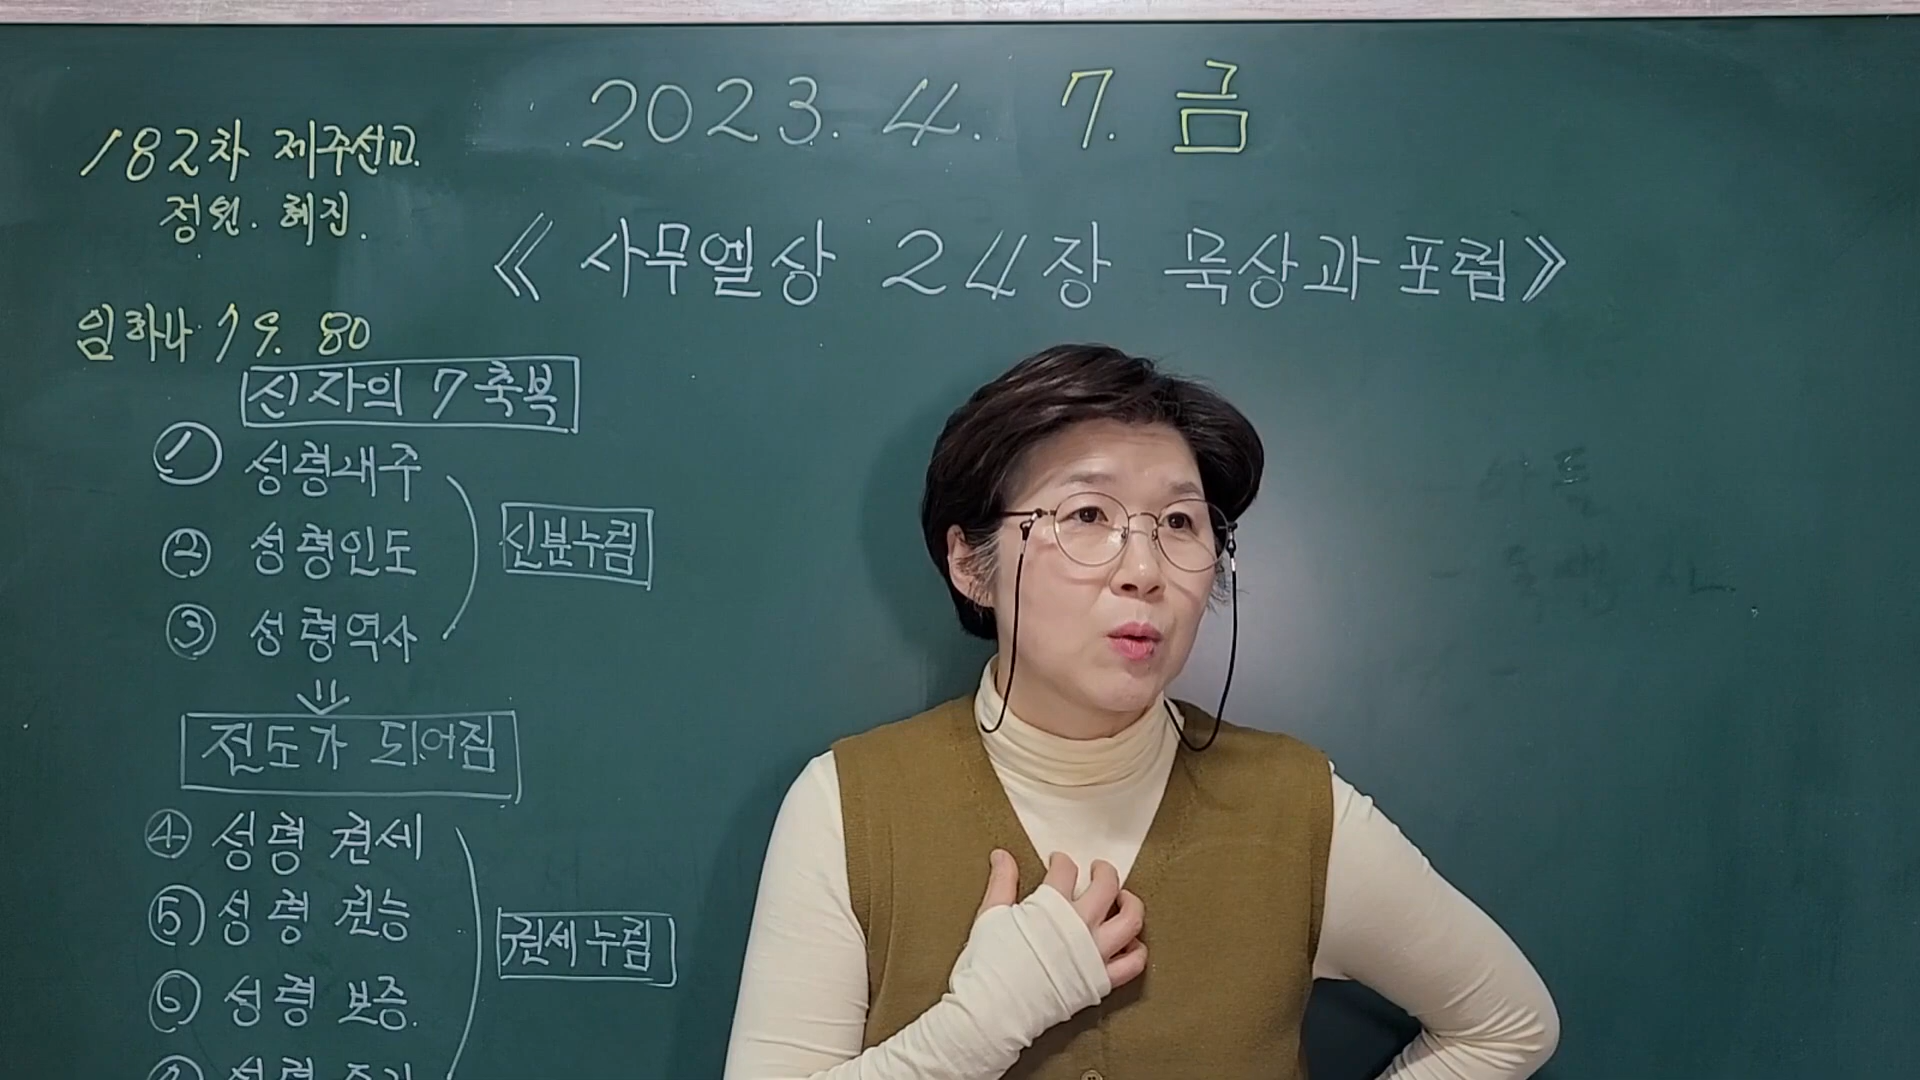 2023. 4. 7. 금
182차 제주선교
정원. 혜진.
《사무엘상 24장 묵상과 포럼》
임하나 19. 80
신자의 7축복
① 성령내주
② 성령인도
신분누림
③ 성령역사
전도가 되어짐
④ 성령 권세
⑤ 성령 권능
권세누림
⑥ 성령 보증.
성령